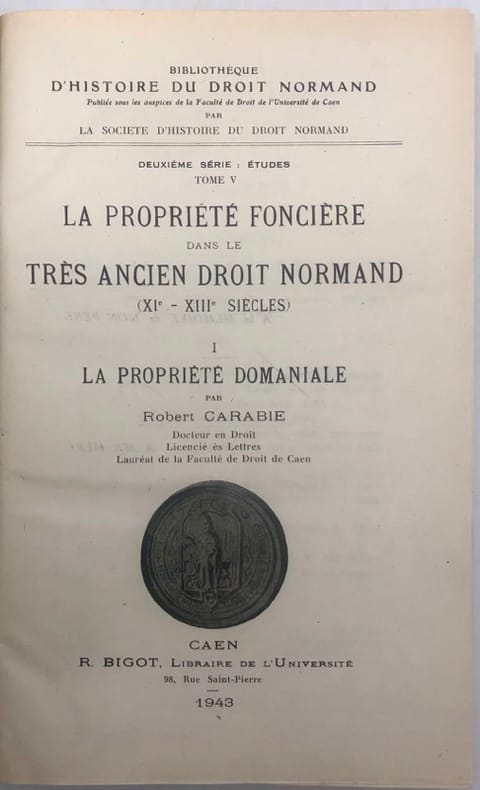 BIBLIOTHÈQUE
D'HISTOIRE DU DROIT NORMAND
Publiée sous les auspices de la Faculté de Droit de l'Université de Caen
PAR
LA SOCIETE D'HISTOIRE DU DROIT NORMAND
DEUXIÈME SÉRIE : ÉTUDES
TOME V
LA PROPRIÉTÉ FONCIÈRE
DANS LE
TRÈS ANCIEN DROIT NORMAND
(XIe - XIIIe SIÈCLES)
I
LA PROPRIÉTÉ DOMANIALE
PAR
Robert CARABIE
Docteur en Droit
Licencié ès Lettres
Lauréat de la Faculté de Droit de Caen
CAEN
R. BIGOT, LIBRAIRE DE L'UNIVERSITÉ
98, Rue Saint-Pierre
1943